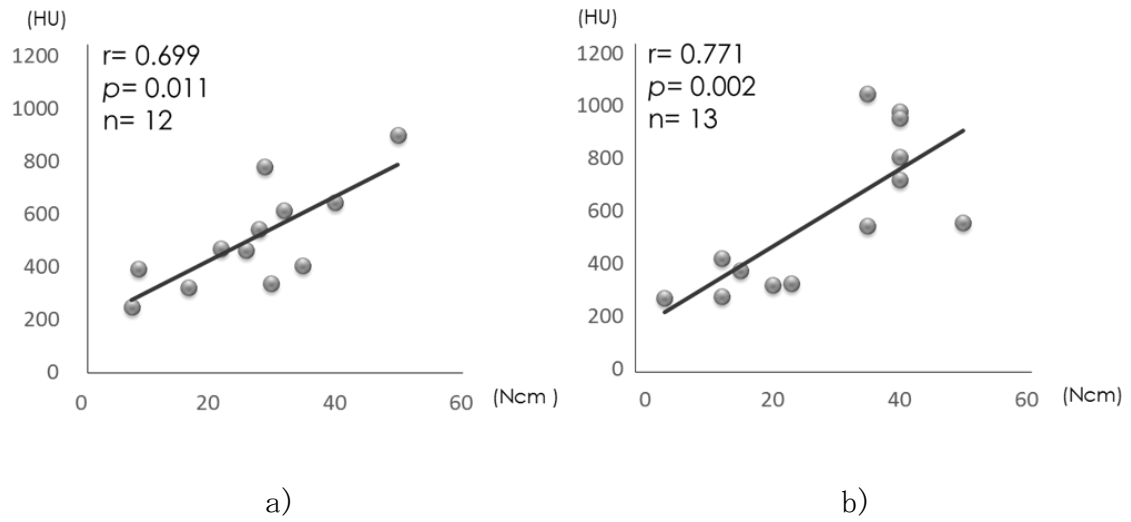 (HU)
1200
1000
800
600
400
200
0
r= 0.699
p= 0.011
n= 12
0 20 40 60 (Ncm )
a)
(HU)
1200
1000
800
600
400
200
0
r= 0.771
p= 0.002
n= 13
0 20 40 60 (Ncm)
b)